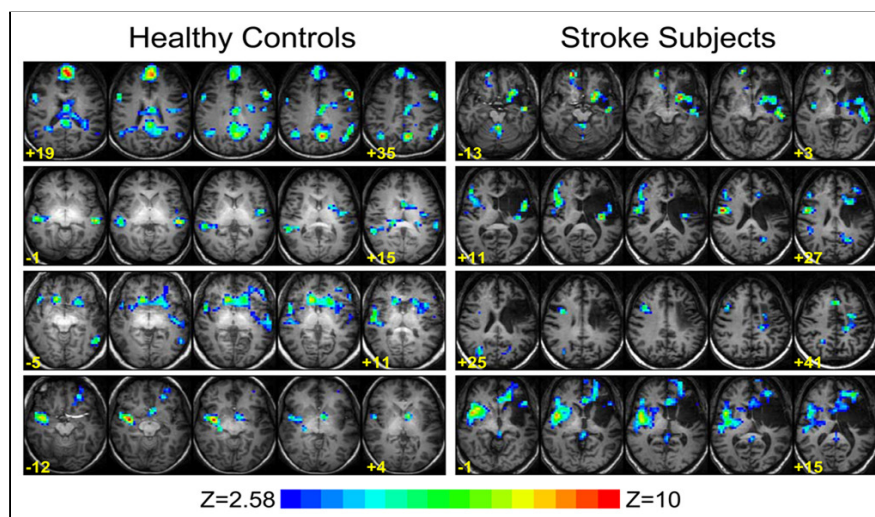 Healthy Controls
Stroke Subjects
+19 +35
-13 +3
-1 +15
+11 +27
-5 +11
+25 +41
-12 +4
-1 +15
Z=2.58 Z=10